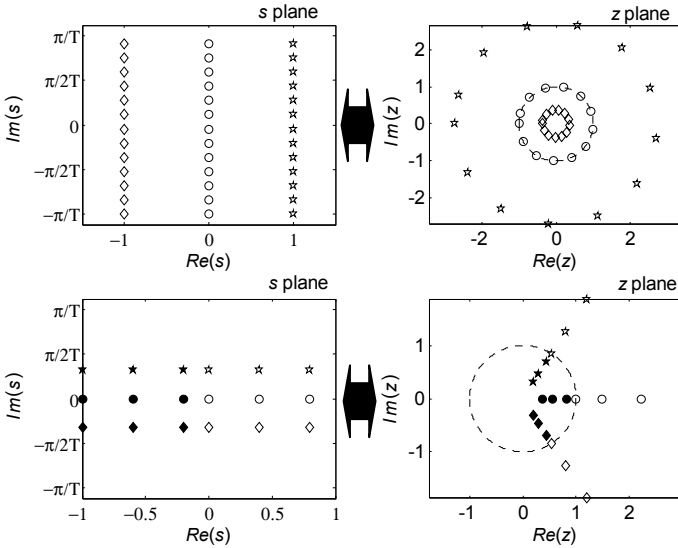 s plane
z plane
π/T
π/2T
0
−π/2T
−π/T
Im(s)
−1
0
1
Re(s)
2
1
0
-1
-2
Im(z)
−2
0
2
Re(z)
s plane
z plane
π/T
π/2T
0
−π/2T
−π/T
Im(s)
−1
−0.5
0
0.5
1
Re(s)
1
0
-1
Im(z)
-1
0
1
2
Re(z)